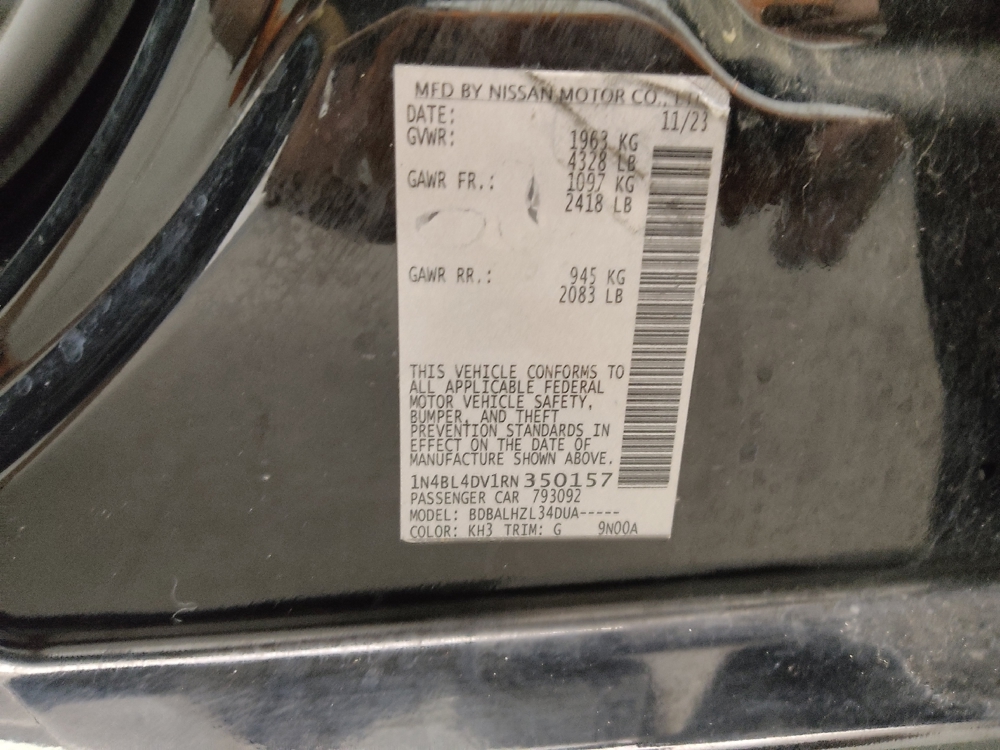 MFD BY NISSAN MOTOR CO., LTD
DATE: 11/23
GVWR: 1963 KG
4328 LB
GAWR FR.: 1097 KG
2418 LB
GAWR RR.: 945 KG
2083 LB
THIS VEHICLE CONFORMS TO
ALL APPLICABLE FEDERAL
MOTOR VEHICLE SAFETY,
BUMPER, AND THEFT
PREVENTION STANDARDS IN
EFFECT ON THE DATE OF
MANUFACTURE SHOWN ABOVE.
1N4BL4DV1RN350157
PASSENGER CAR 793092
MODEL: BDBALHZL34DUA-----
COLOR: KH3 TRIM: G 9N00A